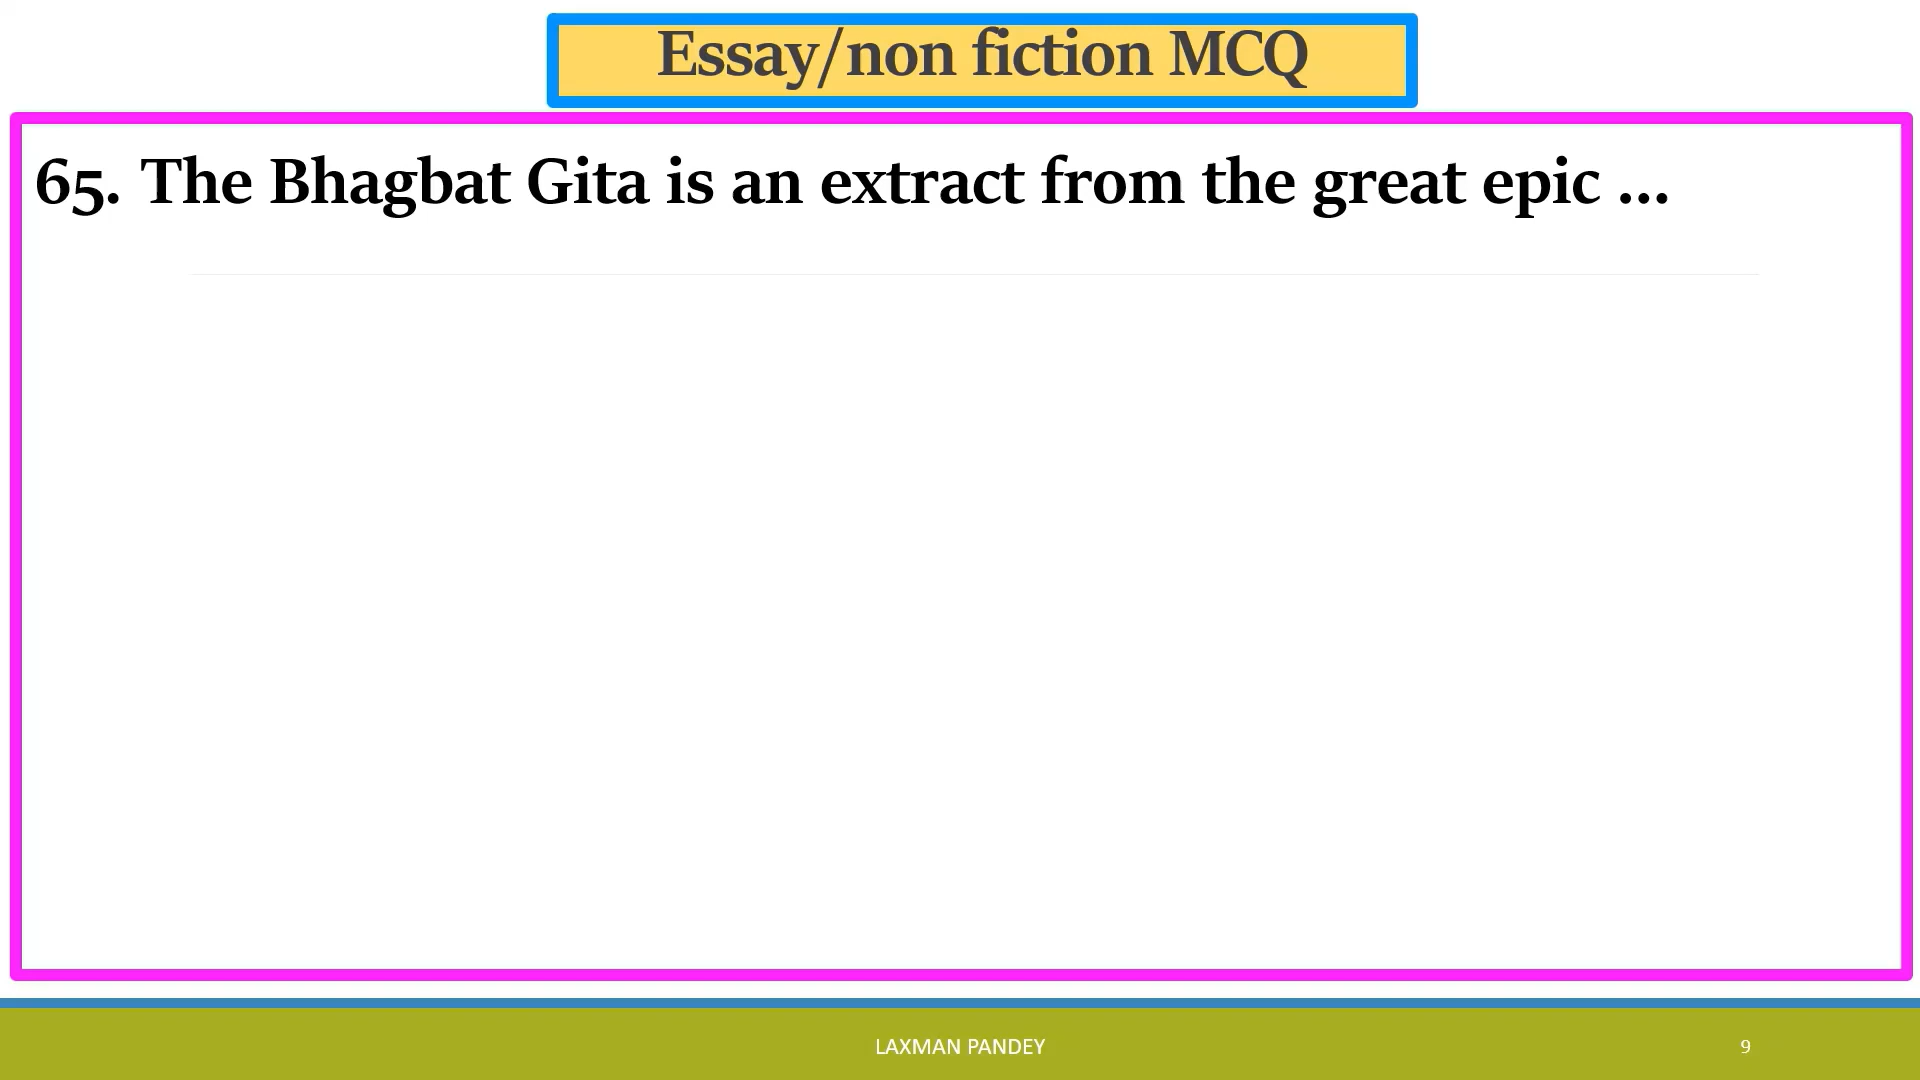 Essay/non fiction MCQ
65. The Bhagbat Gita is an extract from the great epic ...
LAXMAN PANDEY
9